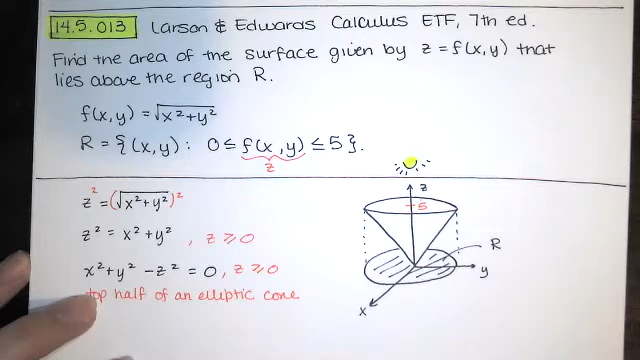 14.5.013 Larson & Edwards Calculus ETF, 7th ed.
Find the area of the surface given by z = f(x,y) that
lies above the region R.
f(x,y) = √x²+y²
R = {(x,y): 0 ≤ f(x,y) ≤ 5}.
z
z² = (√x²+y²)²
z² = x²+y², z ≥ 0
x²+y² -z² = 0, z ≥ 0
top half of an elliptic cone
z
5
R
y
x